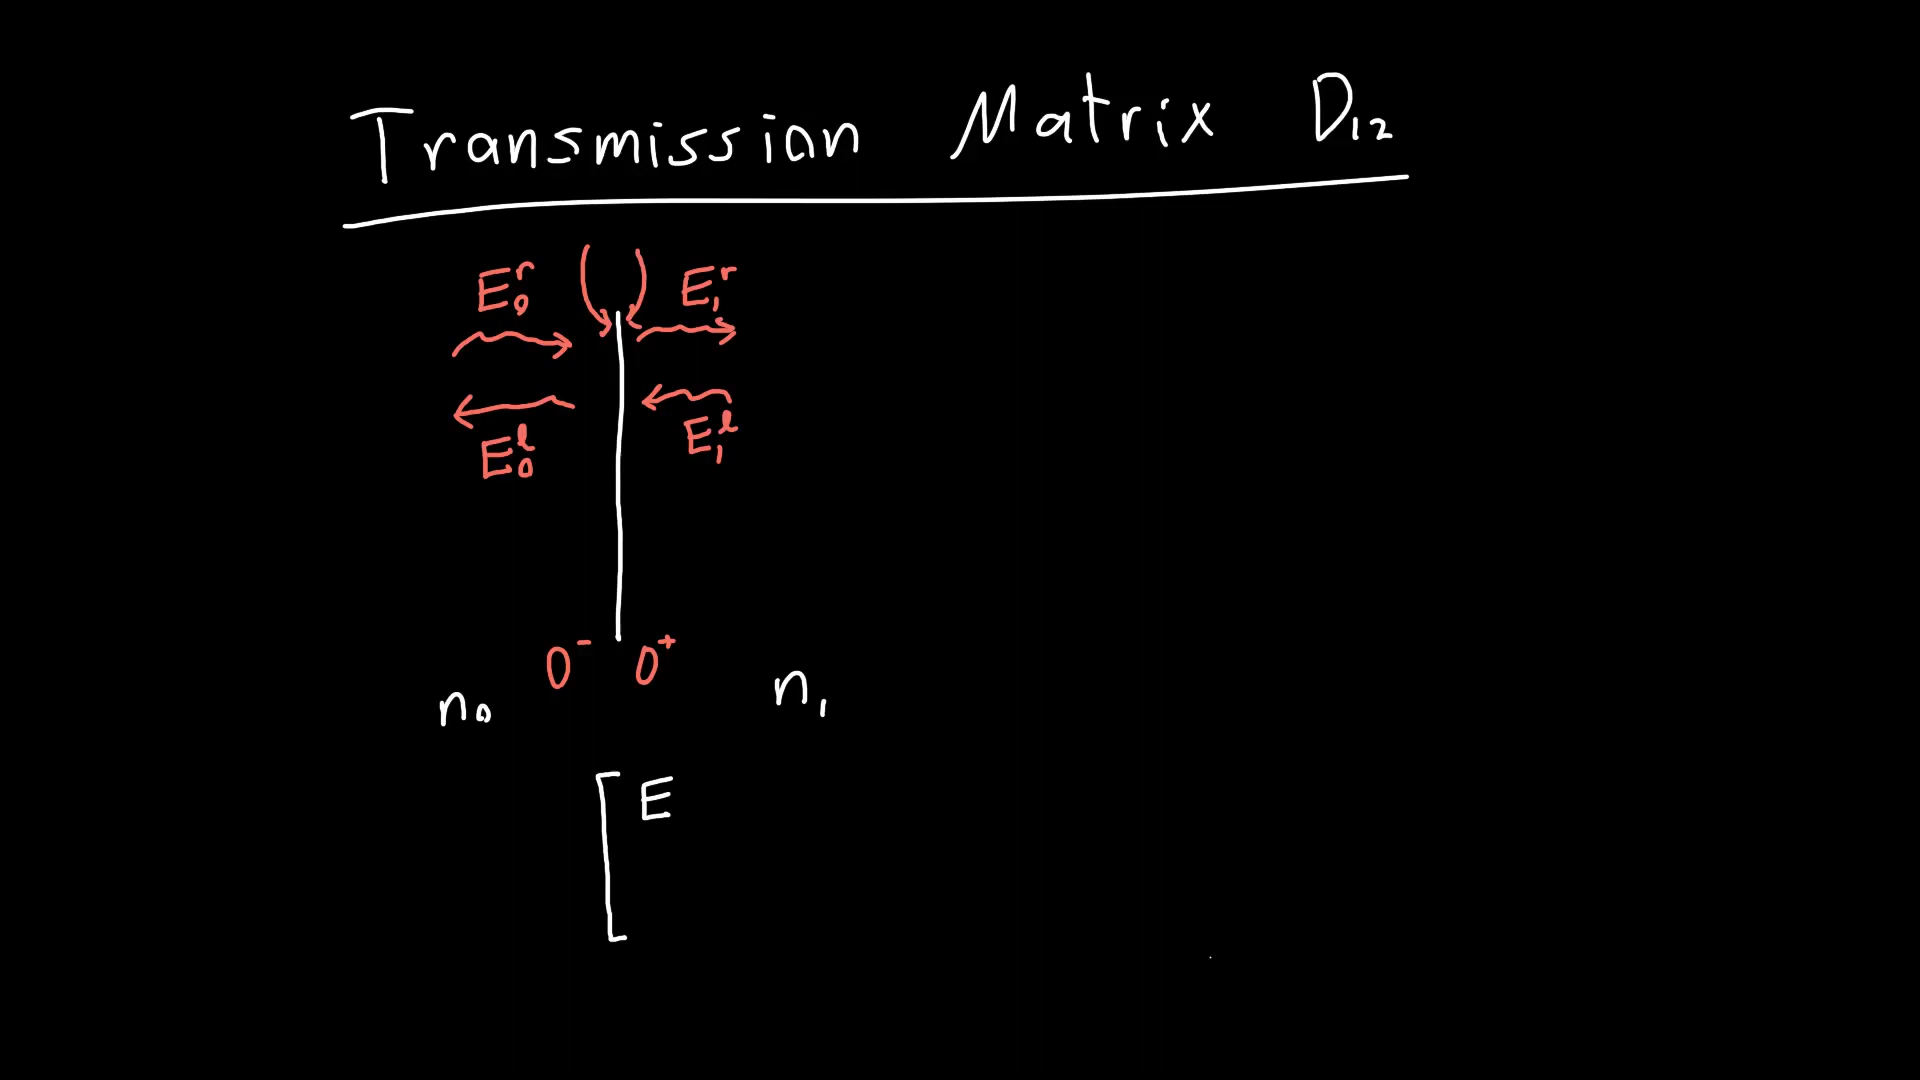 Transmission Matrix D₁₂
E₀ʳ E₁ʳ
E₀ˡ E₁ˡ
0⁻ 0⁺
n₀ n₁
[E